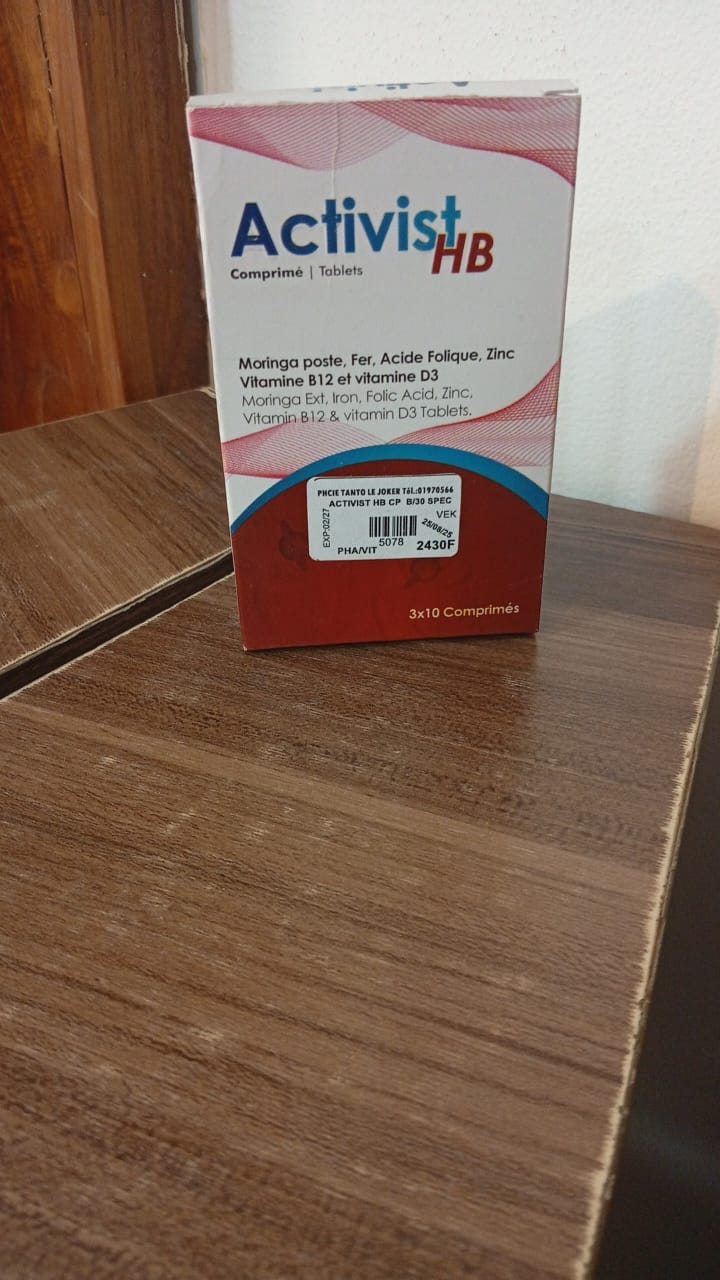 Activist
HB
Comprimé | Tablets
Moringa poste, Fer, Acide Folique, Zinc
Vitamine B12 et vitamine D3
Moringa Ext, Iron, Folic Acid, Zinc,
Vitamin B12 & vitamin D3 Tablets.
PHCIE TANTO LE JOKER Tél.:01970566
ACTIVIST HB CP B/30 SPEC
EXP:02/27
VEK
25/08/25
5078
PHA/VIT
2430F
3x10 Comprimés